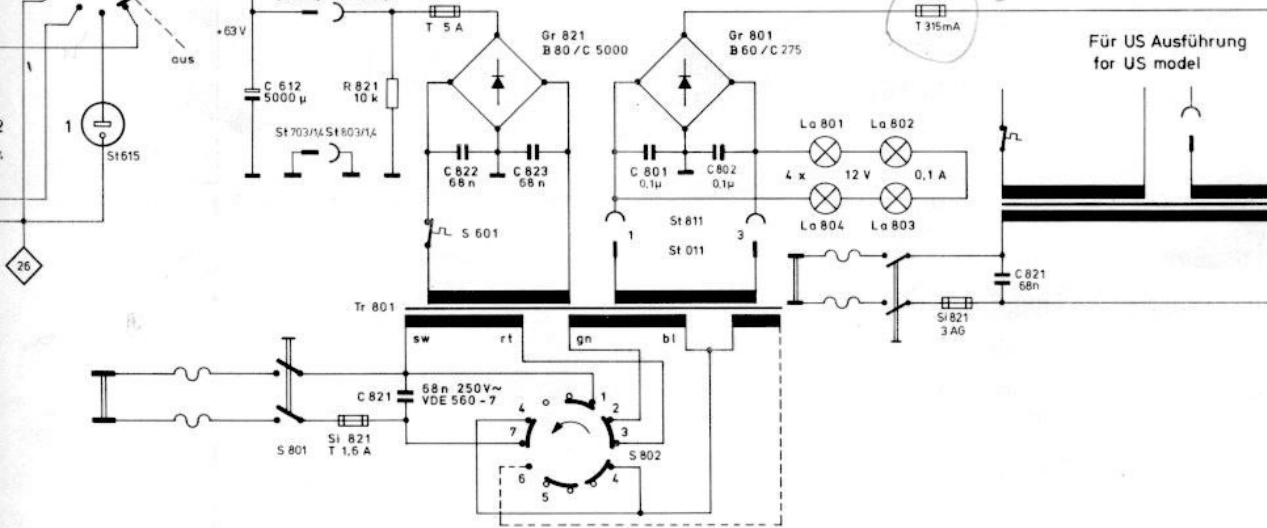 +63V
aus
T 5 A
Gr 821
B 80 / C 5000
Gr 801
B 60 / C 275
T 315mA
Für US Ausführung
for US model
C 612
5000 µ
R 821
10 k
1
St 615
St 703/1,4 St 803/1,4
C 822
68 n
C 823
68 n
C 801
0,1µ
C 802
0,1µ
La 801
La 802
4 x
12 V
0,1 A
La 804
La 803
S 601
1
St 811
St 011
3
26
C 821
68n
Si 821
3 AG
Tr 801
sw
rt
gn
bl
C 821
68n 250V~
VDE 560-7
S 801
Si 821
T 1,6 A
1
2
3
4
5
6
7
4
S 802